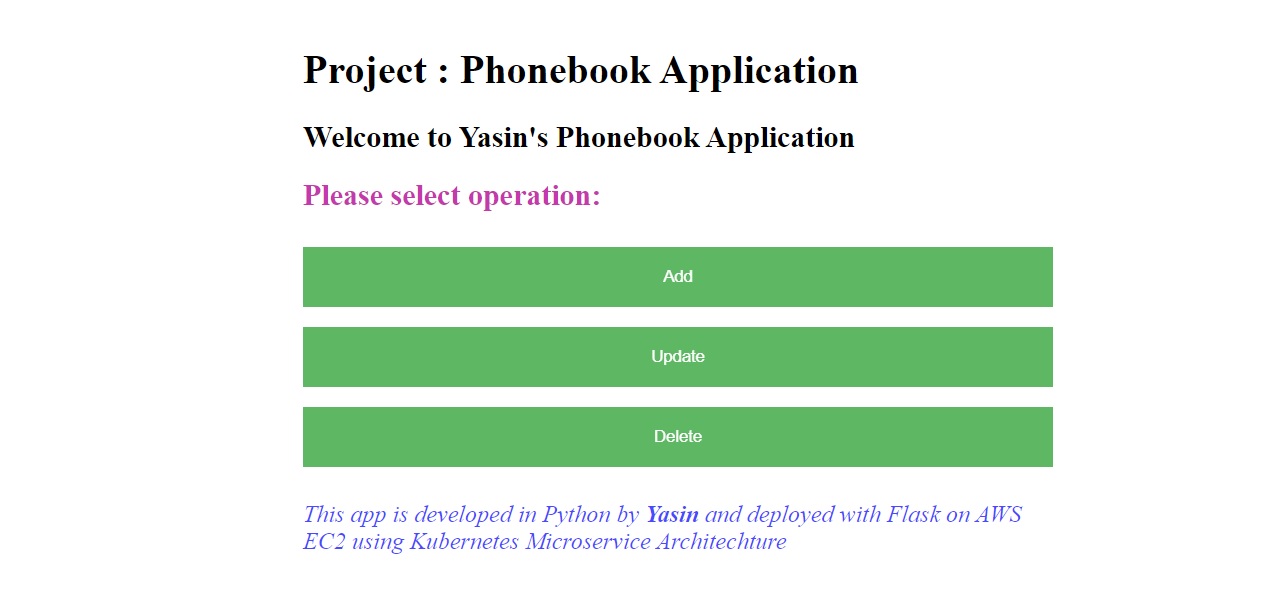 Project : Phonebook Application
Welcome to Yasin's Phonebook Application
Please select operation:
Add
Update
Delete
This app is developed in Python by Yasin and deployed with Flask on AWS
EC2 using Kubernetes Microservice Architechture